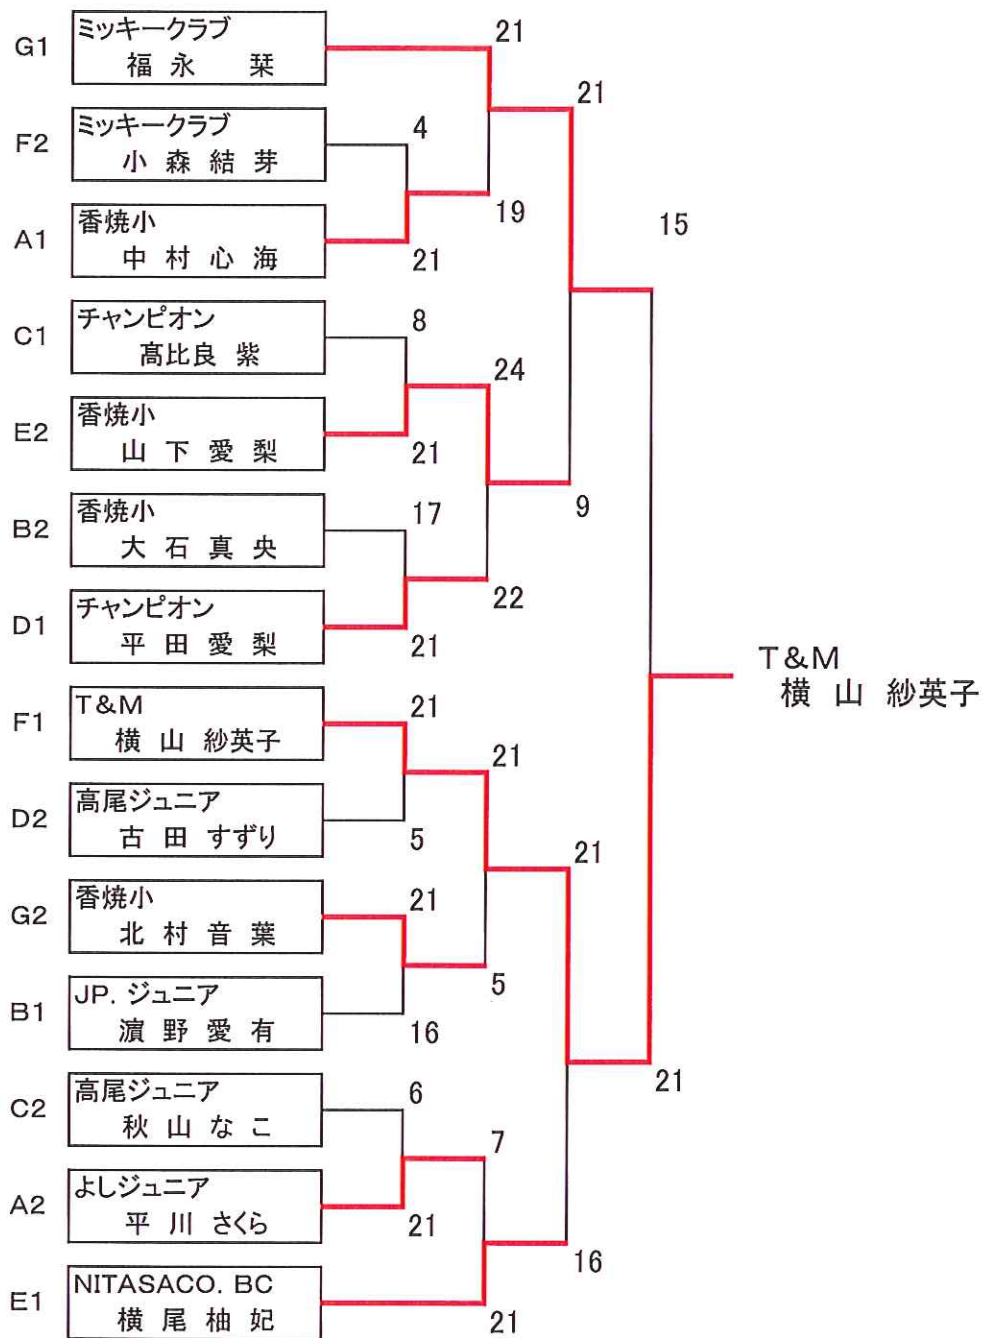 G1
ミッキークラブ
福永 栞
21
F2
ミッキークラブ
小森結芽
4
21
A1
香焼小
中村心海
21
19
15
C1
チャンピオン
髙比良 紫
8
24
E2
香焼小
山下愛梨
21
B2
香焼小
大石真央
17
9
D1
チャンピオン
平田愛梨
21
22
T&M
横山 紗英子
F1
T&M
横山 紗英子
21
21
D2
高尾ジュニア
古田 すずり
5
21
G2
香焼小
北村音葉
21
5
B1
JP. ジュニア
濵野愛有
16
21
C2
高尾ジュニア
秋山なこ
6
7
A2
よしジュニア
平川 さくら
21
16
E1
NITASACO. BC
横尾柚妃
21